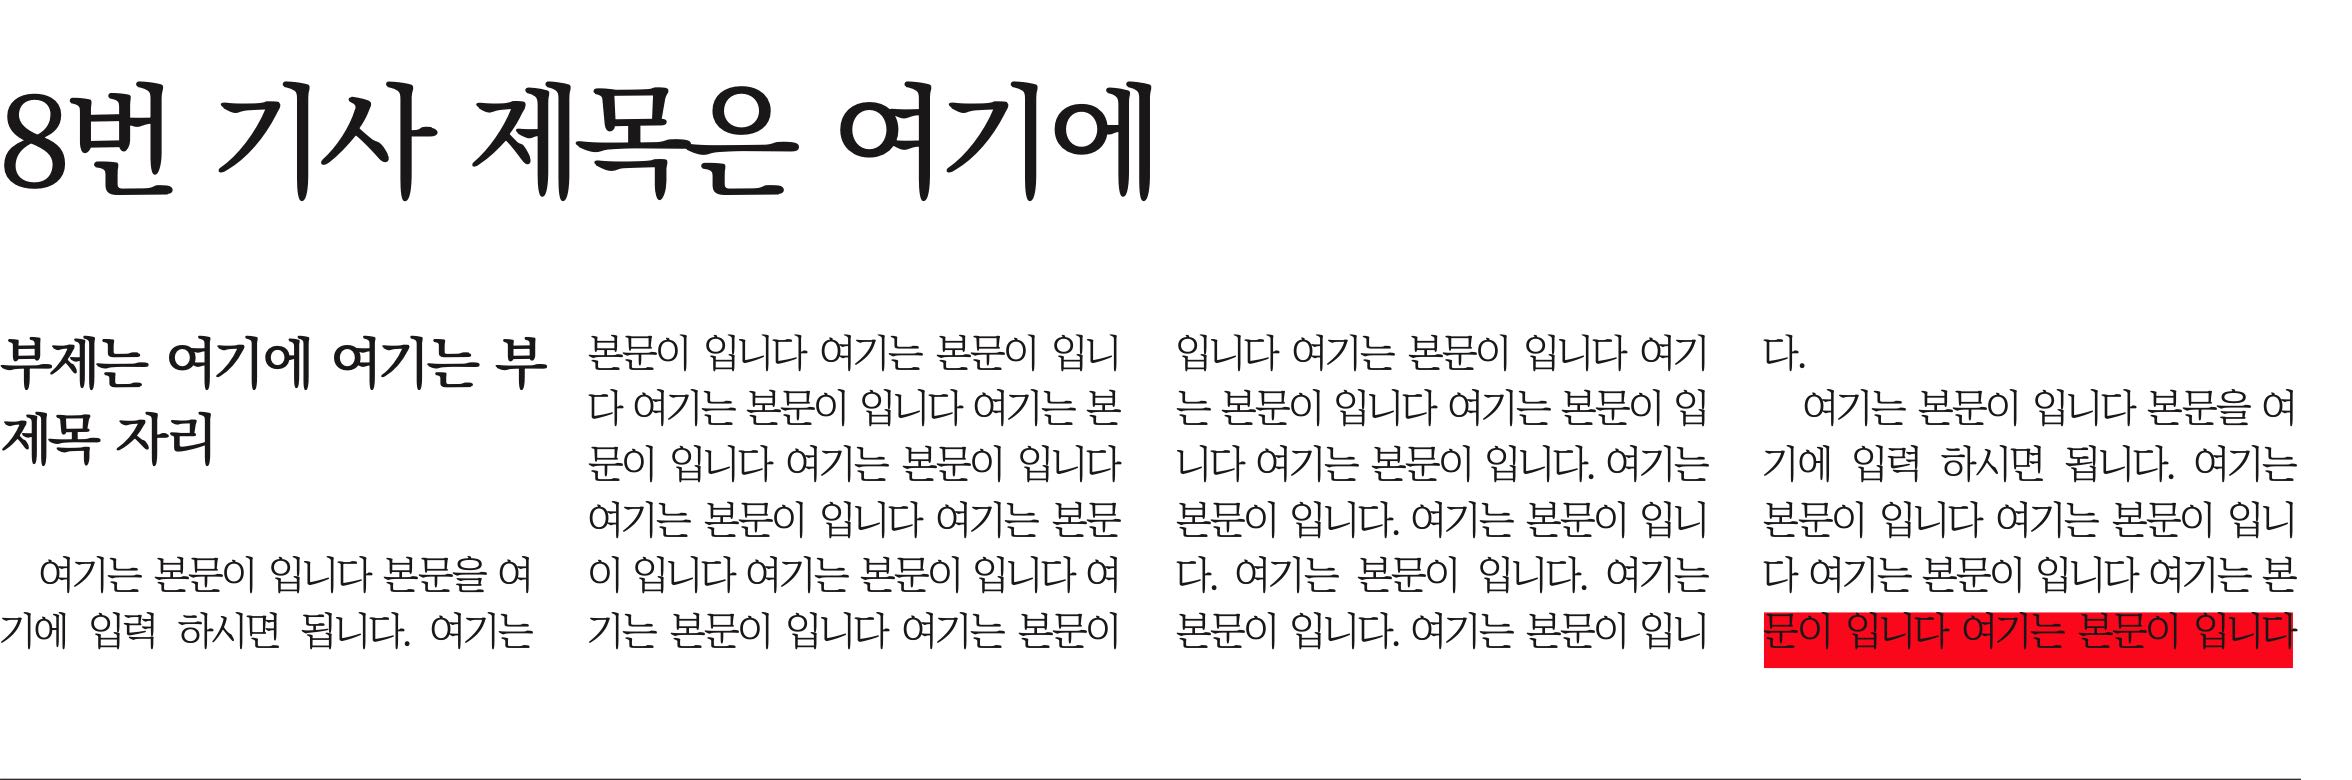 8번 기사 제목은 여기에
부제는 여기에 여기는 부
제목 자리
여기는 본문이 입니다 본문을 여
기에 입력 하시면 됩니다. 여기는
본문이 입니다 여기는 본문이 입니
다 여기는 본문이 입니다 여기는 본
문이 입니다 여기는 본문이 입니다
여기는 본문이 입니다 여기는 본문
이 입니다 여기는 본문이 입니다 여
기는 본문이 입니다 여기는 본문이
입니다 여기는 본문이 입니다 여기
는 본문이 입니다 여기는 본문이 입
니다 여기는 본문이 입니다. 여기는
본문이 입니다. 여기는 본문이 입니
다. 여기는 본문이 입니다. 여기는
본문이 입니다. 여기는 본문이 입니
다.
여기는 본문이 입니다 본문을 여
기에 입력 하시면 됩니다. 여기는
본문이 입니다 여기는 본문이 입니
다 여기는 본문이 입니다 여기는 본
문이 입니다 여기는 본문이 입니다